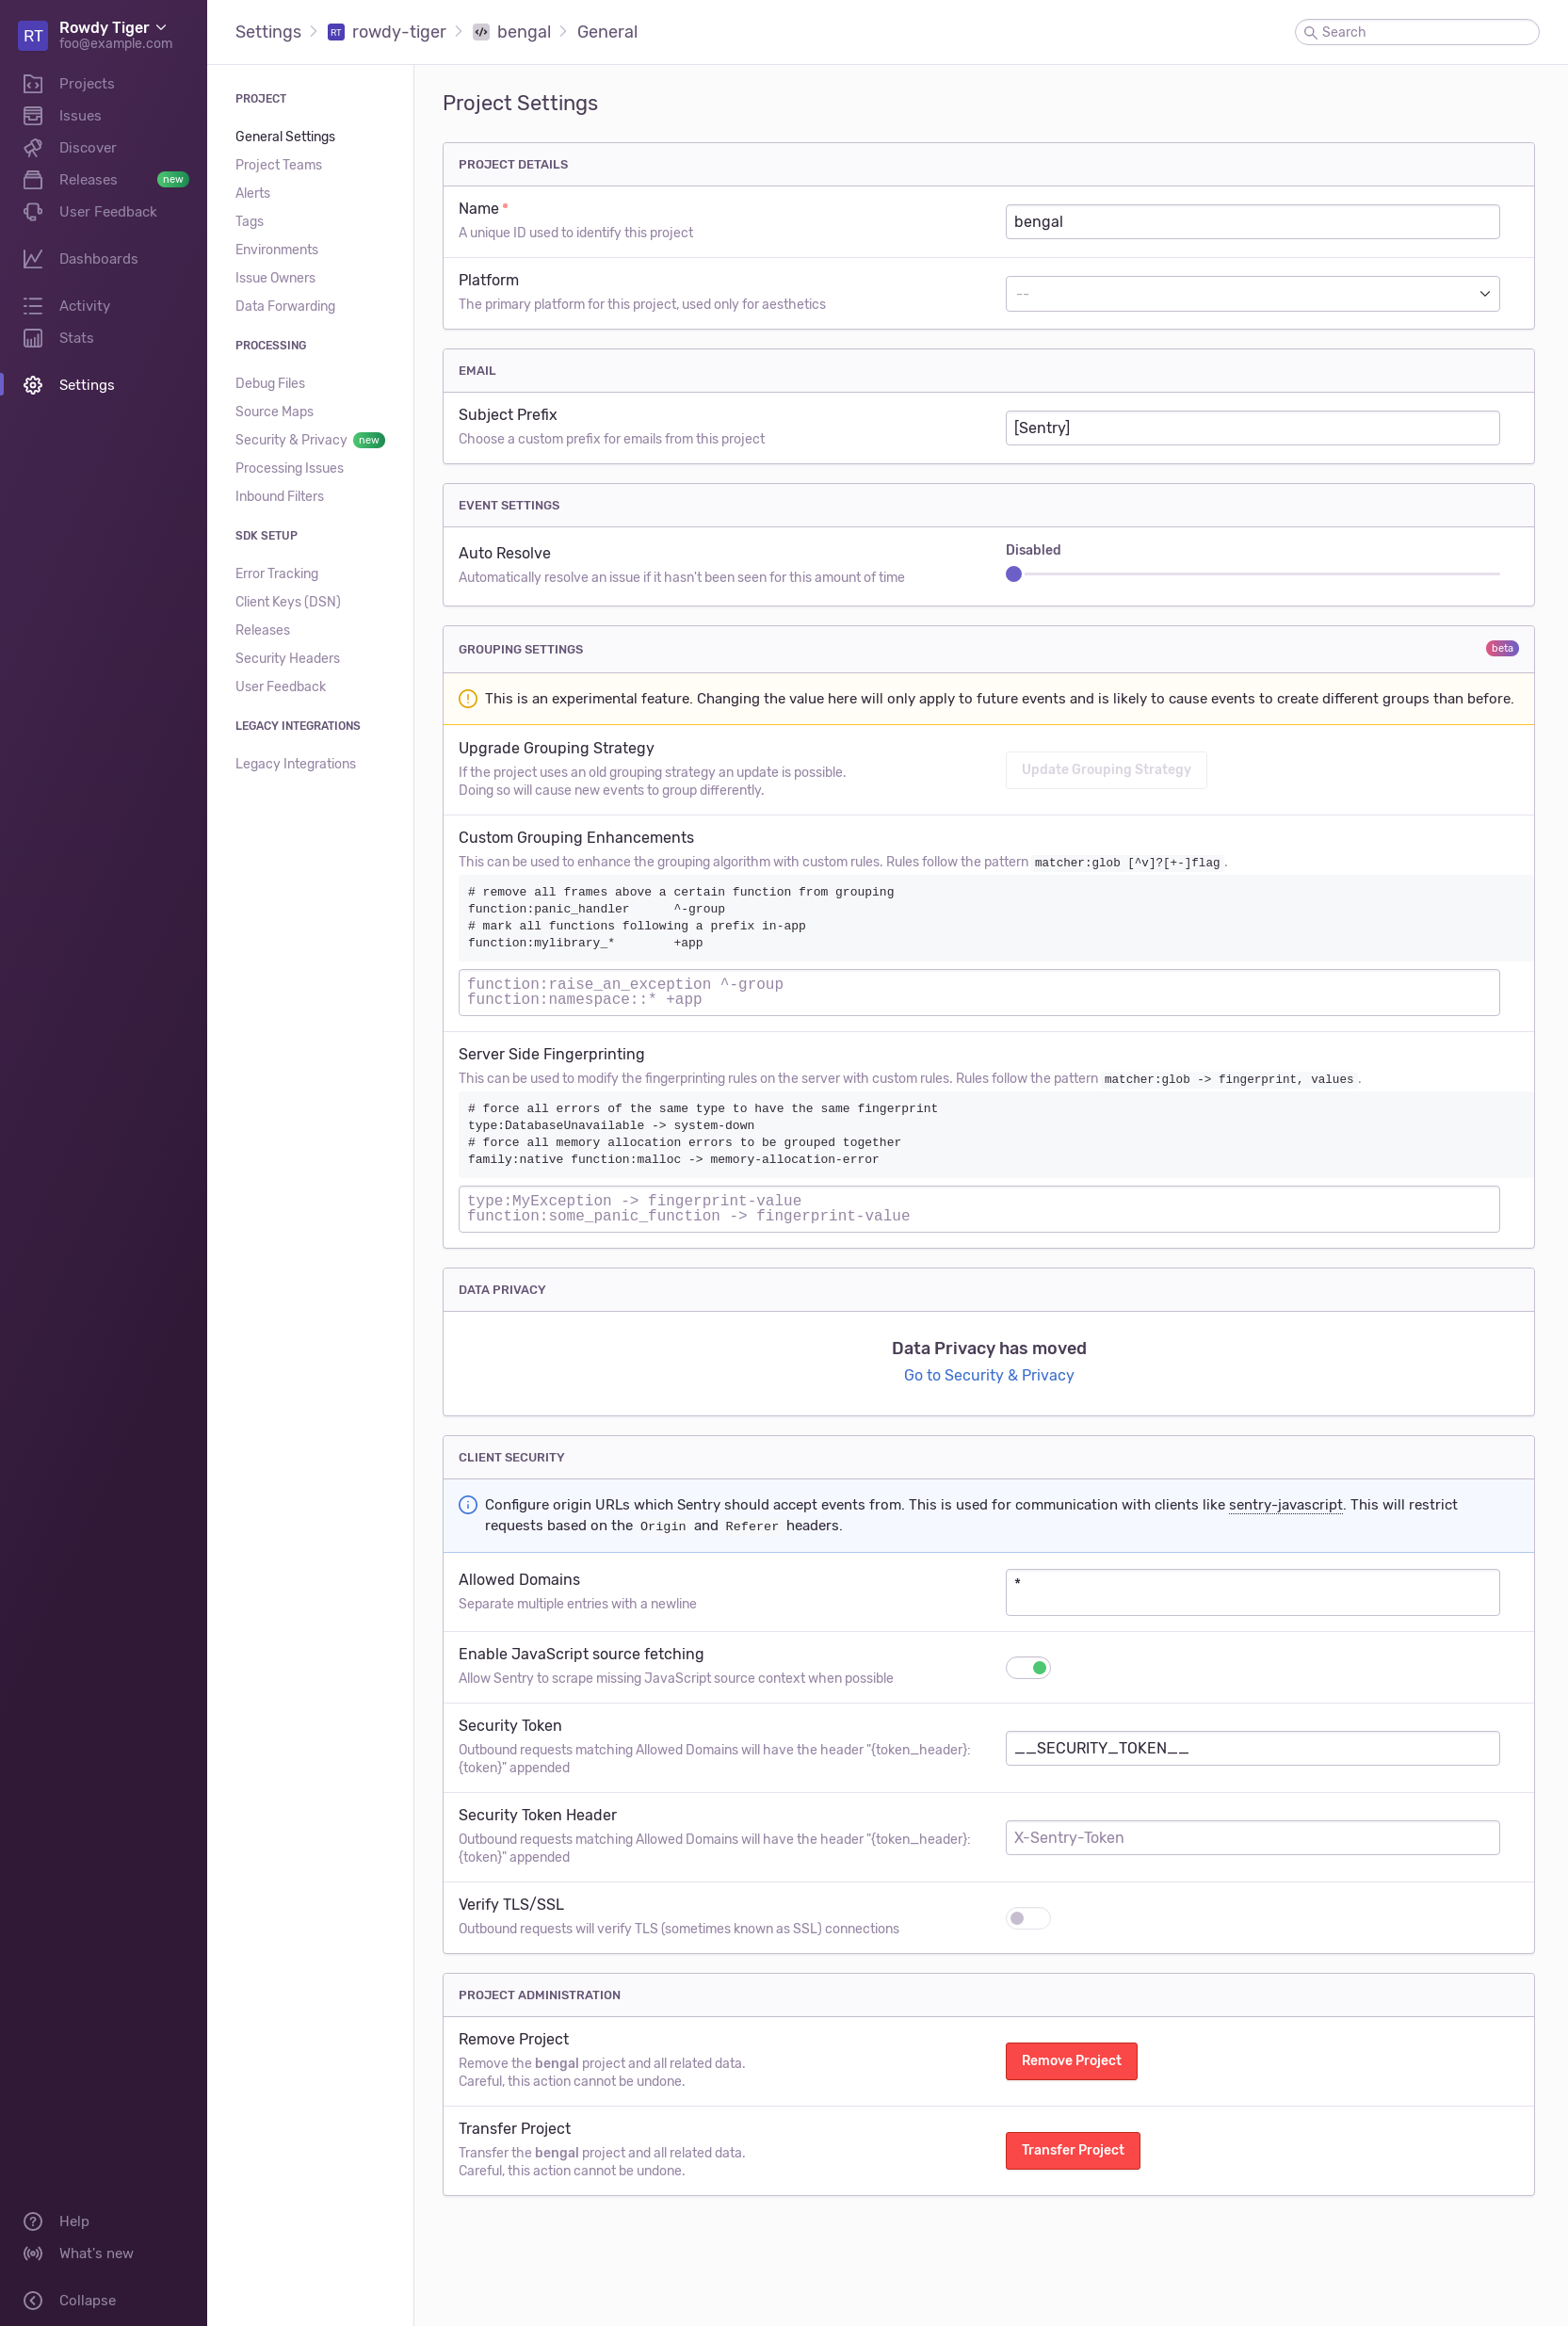 RT
Rowdy Tiger
foo@example.com
Projects
Issues
Discover
Releases new
User Feedback
Dashboards
Activity
Stats
Settings
Help
What's new
Collapse
Settings RT rowdy-tiger bengal General
Search
PROJECT
General Settings
Project Teams
Alerts
Tags
Environments
Issue Owners
Data Forwarding
PROCESSING
Debug Files
Source Maps
Security & Privacy new
Processing Issues
Inbound Filters
SDK SETUP
Error Tracking
Client Keys (DSN)
Releases
Security Headers
User Feedback
LEGACY INTEGRATIONS
Legacy Integrations
Project Settings
PROJECT DETAILS
Name
A unique ID used to identify this project
bengal
Platform
The primary platform for this project, used only for aesthetics
--
EMAIL
Subject Prefix
Choose a custom prefix for emails from this project
[Sentry]
EVENT SETTINGS
Auto Resolve
Automatically resolve an issue if it hasn't been seen for this amount of time
Disabled
GROUPING SETTINGS
beta
This is an experimental feature. Changing the value here will only apply to future events and is likely to cause events to create different groups than before.
Upgrade Grouping Strategy
If the project uses an old grouping strategy an update is possible.
Doing so will cause new events to group differently.
Update Grouping Strategy
Custom Grouping Enhancements
This can be used to enhance the grouping algorithm with custom rules. Rules follow the pattern matcher:glob [^v]?[+-]flag .
# remove all frames above a certain function from grouping
function:panic_handler      ^-group
# mark all functions following a prefix in-app
function:mylibrary_*        +app
function:raise_an_exception ^-group
function:namespace::* +app
Server Side Fingerprinting
This can be used to modify the fingerprinting rules on the server with custom rules. Rules follow the pattern matcher:glob -> fingerprint, values .
# force all errors of the same type to have the same fingerprint
type:DatabaseUnavailable -> system-down
# force all memory allocation errors to be grouped together
family:native function:malloc -> memory-allocation-error
type:MyException -> fingerprint-value
function:some_panic_function -> fingerprint-value
DATA PRIVACY
Data Privacy has moved
Go to Security & Privacy
CLIENT SECURITY
Configure origin URLs which Sentry should accept events from. This is used for communication with clients like sentry-javascript. This will restrict
requests based on the Origin and Referer headers.
Allowed Domains
Separate multiple entries with a newline
*
Enable JavaScript source fetching
Allow Sentry to scrape missing JavaScript source context when possible
Security Token
Outbound requests matching Allowed Domains will have the header "{token_header}:
{token}" appended
__SECURITY_TOKEN__
Security Token Header
Outbound requests matching Allowed Domains will have the header "{token_header}:
{token}" appended
X-Sentry-Token
Verify TLS/SSL
Outbound requests will verify TLS (sometimes known as SSL) connections
PROJECT ADMINISTRATION
Remove Project
Remove the bengal project and all related data.
Careful, this action cannot be undone.
Remove Project
Transfer Project
Transfer the bengal project and all related data.
Careful, this action cannot be undone.
Transfer Project